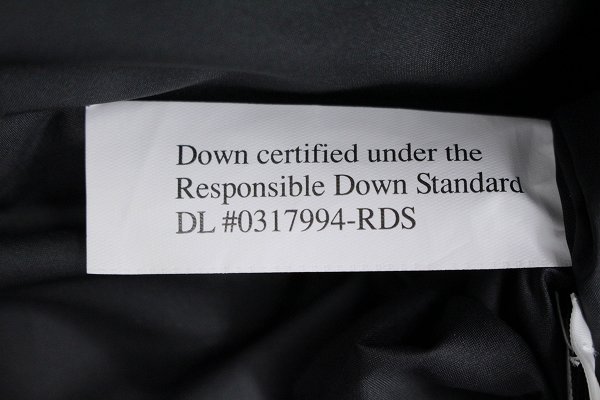 Down certified under the
Responsible Down Standard
DL #0317994-RDS